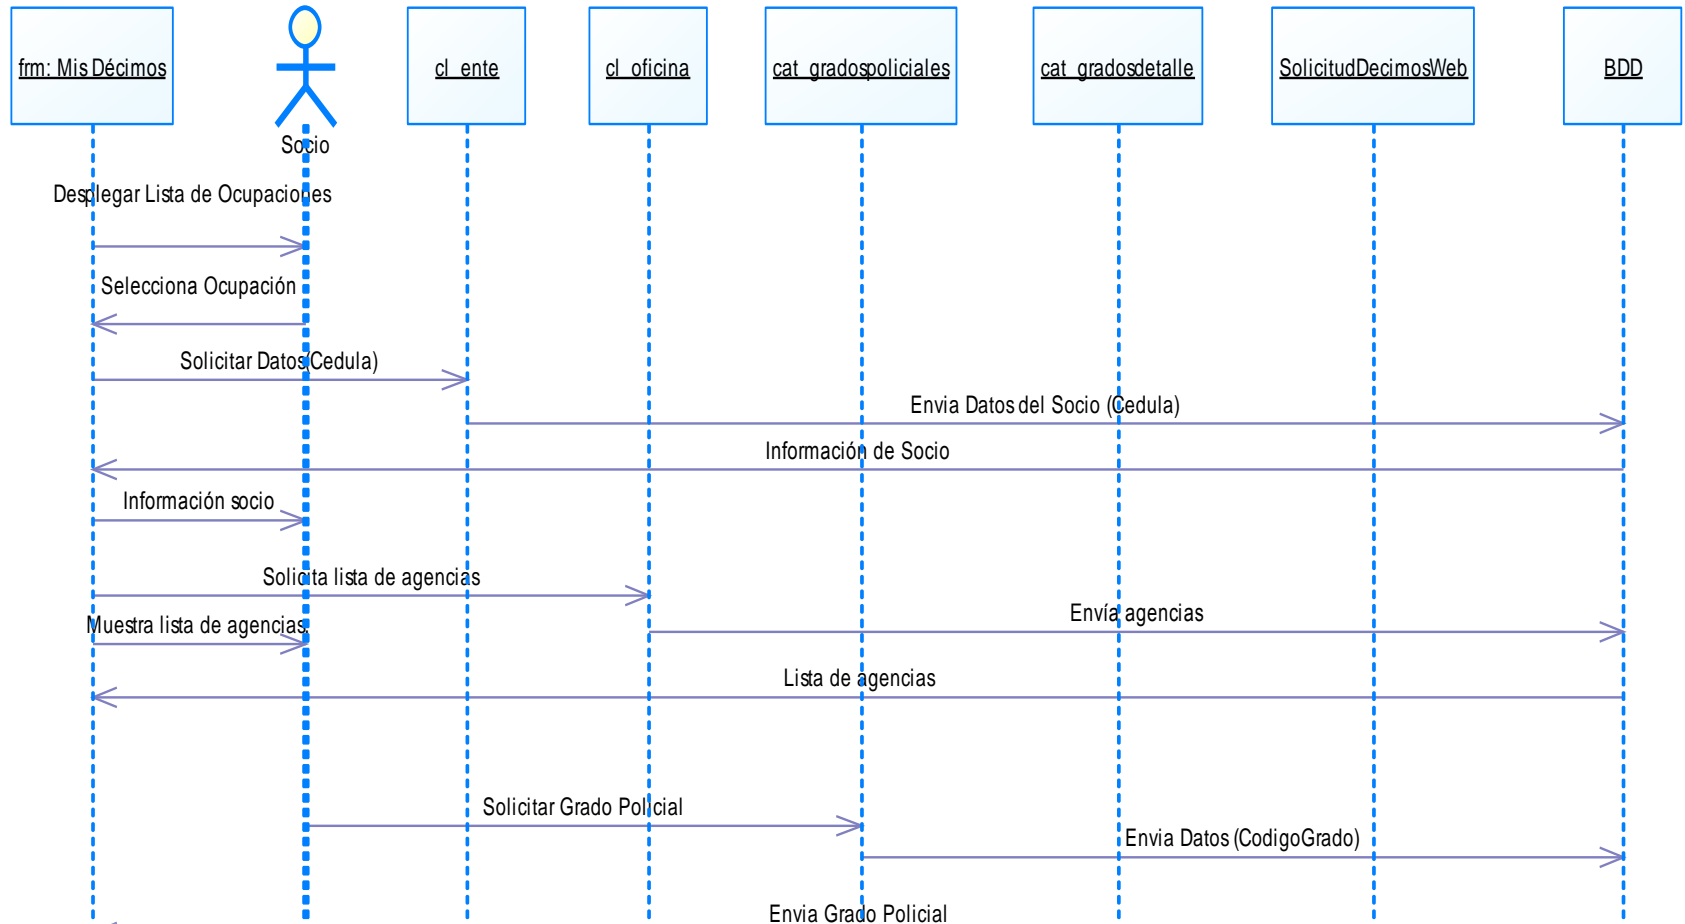 frm: Mis Décimos
cl_ente
cl_oficina
cat_gradospoliciales
cat_gradosdetalle
SolicitudDecimosWeb
BDD
Socio
Desplegar Lista de Ocupaciones
Selecciona Ocupación
Solicitar Datos(Cedula)
Envia Datos del Socio (Cedula)
Información de Socio
Información socio
Solicita lista de agencias
Envía agencias
Muestra lista de agencias.
Lista de agencias
Solicitar Grado Policial
Envia Datos (CodigoGrado)
Envia Grado Policial